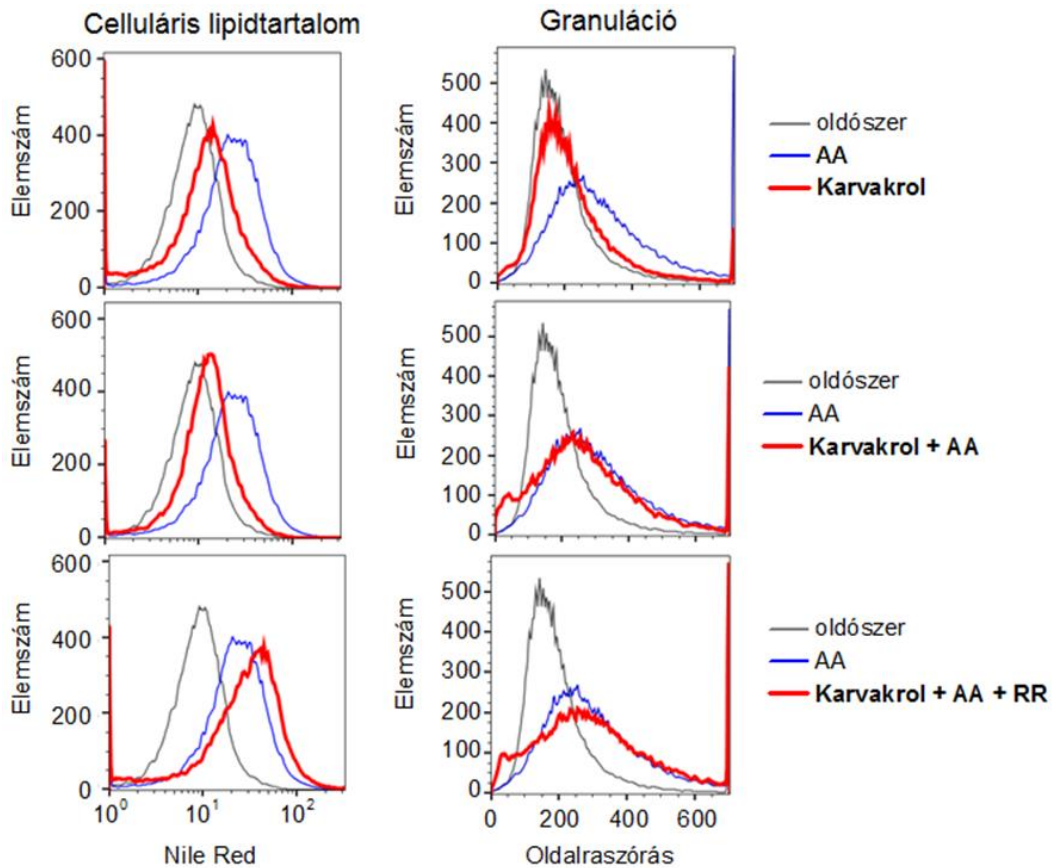 Celluláris lipidtartalom
Granuláció
600
400
200
0
Elemszám
500
400
300
200
100
0
Elemszám
oldószer
AA
Karvakrol
600
400
200
0
Elemszám
500
400
300
200
100
0
Elemszám
oldószer
AA
Karvakrol + AA
600
400
200
0
Elemszám
10⁰ 10¹ 10²
Nile Red
500
400
300
200
100
0
Elemszám
0 200 400 600
Oldalraszórás
oldószer
AA
Karvakrol + AA + RR